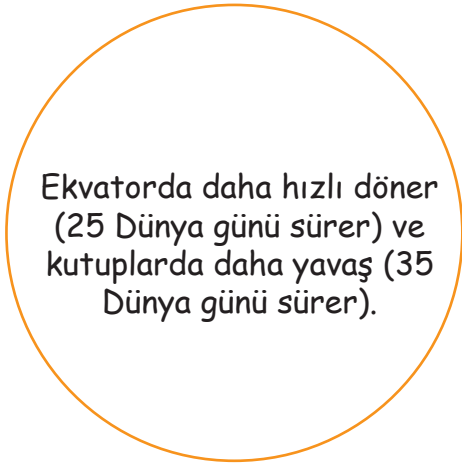 Ekvatorda daha hızlı döner
(25 Dünya günü sürer) ve
kutuplarda daha yavaş (35
Dünya günü sürer).